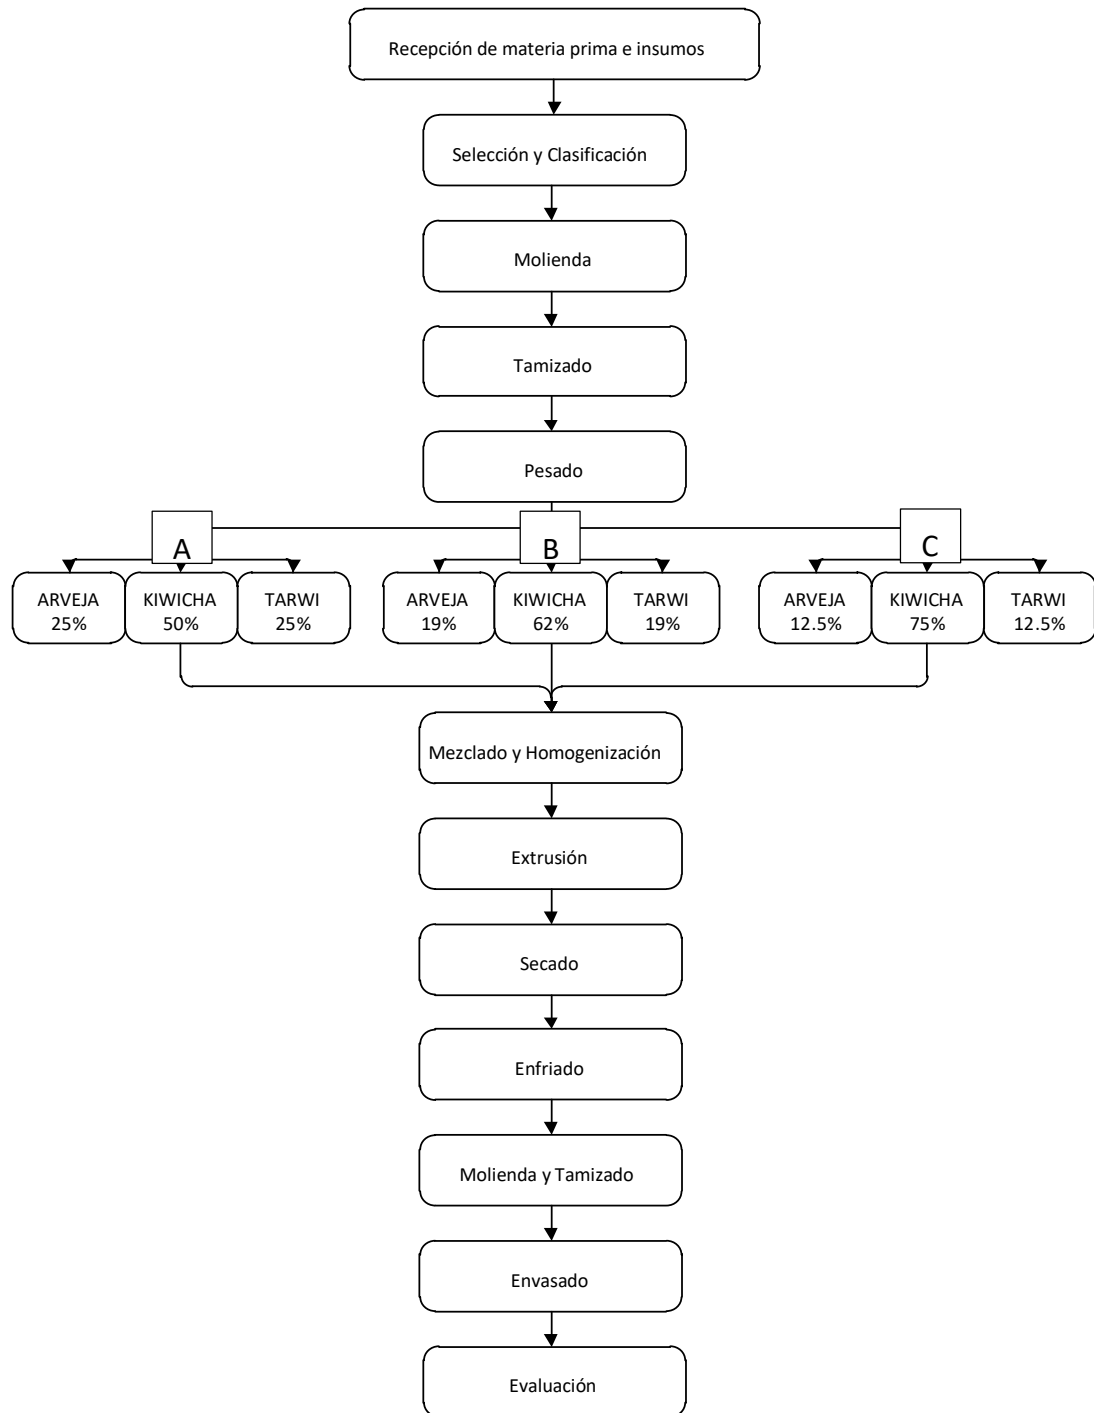 Recepción de materia prima e insumos
Selección y Clasificación
Molienda
Tamizado
Pesado
A
B
C
ARVEJA
25%
KIWICHA
50%
TARWI
25%
ARVEJA
19%
KIWICHA
62%
TARWI
19%
ARVEJA
12.5%
KIWICHA
75%
TARWI
12.5%
Mezclado y Homogenización
Extrusión
Secado
Enfriado
Molienda y Tamizado
Envasado
Evaluación